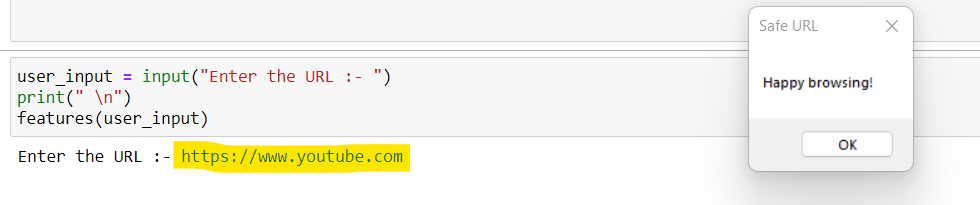 user_input = input("Enter the URL :- ")
print(" \n")
features(user_input)
Enter the URL :- https://www.youtube.com
Safe URL
Happy browsing!
OK